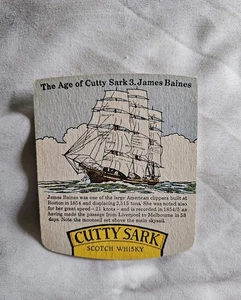 The Age of Cutty Sark 3. James Baines
James Baines was one of the large American clippers built at
Boston in 1854 and displacing 2,515 tons. She was noted also
for her great speed – 21 knots – and is recorded in 1854/5 as
having made the passage from Liverpool to Melbourne in 58
days. Note the moonsail set above the main skysail.
CUTTY SARK
SCOTCH WHISKY